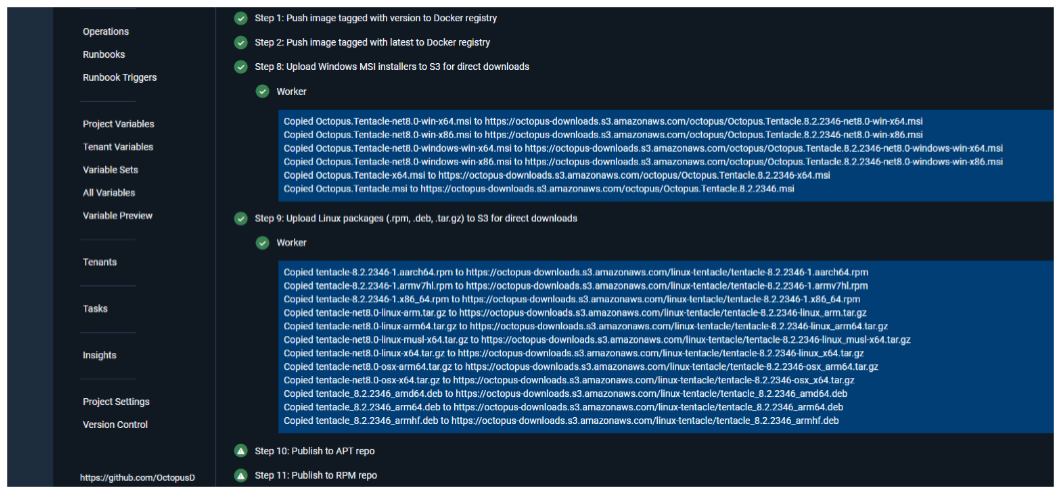 Operations
Runbooks
Runbook Triggers
Project Variables
Tenant Variables
Variable Sets
All Variables
Variable Preview
Tenants
Tasks
Insights
Project Settings
Version Control
https://github.com/OctopusD
Step 1: Push image tagged with version to Docker registry
Step 2: Push image tagged with latest to Docker registry
Step 8: Upload Windows MSI installers to S3 for direct downloads
Worker
Copied Octopus.Tentacle-net8.0-win-x64.msi to https://octopus-downloads.s3.amazonaws.com/octopus/Octopus.Tentacle.8.2.2346-net8.0-win-x64.msi
Copied Octopus.Tentacle-net8.0-win-x86.msi to https://octopus-downloads.s3.amazonaws.com/octopus/Octopus.Tentacle.8.2.2346-net8.0-win-x86.msi
Copied Octopus.Tentacle-net8.0-windows-win-x64.msi to https://octopus-downloads.s3.amazonaws.com/octopus/Octopus.Tentacle.8.2.2346-net8.0-windows-win-x64.msi
Copied Octopus.Tentacle-net8.0-windows-win-x86.msi to https://octopus-downloads.s3.amazonaws.com/octopus/Octopus.Tentacle.8.2.2346-net8.0-windows-win-x86.msi
Copied Octopus.Tentacle-x64.msi to https://octopus-downloads.s3.amazonaws.com/octopus/Octopus.Tentacle.8.2.2346-x64.msi
Copied Octopus.Tentacle.msi to https://octopus-downloads.s3.amazonaws.com/octopus/Octopus.Tentacle.8.2.2346.msi
Step 9: Upload Linux packages (.rpm, .deb, .tar.gz) to S3 for direct downloads
Worker
Copied tentacle-8.2.2346-1.aarch64.rpm to https://octopus-downloads.s3.amazonaws.com/linux-tentacle/tentacle-8.2.2346-1.aarch64.rpm
Copied tentacle-8.2.2346-1.armv7hl.rpm to https://octopus-downloads.s3.amazonaws.com/linux-tentacle/tentacle-8.2.2346-1.armv7hl.rpm
Copied tentacle-8.2.2346-1.x86_64.rpm to https://octopus-downloads.s3.amazonaws.com/linux-tentacle/tentacle-8.2.2346-1.x86_64.rpm
Copied tentacle-net8.0-linux-arm.tar.gz to https://octopus-downloads.s3.amazonaws.com/linux-tentacle/tentacle-8.2.2346-linux_arm.tar.gz
Copied tentacle-net8.0-linux-arm64.tar.gz to https://octopus-downloads.s3.amazonaws.com/linux-tentacle/tentacle-8.2.2346-linux_arm64.tar.gz
Copied tentacle-net8.0-linux-musl-x64.tar.gz to https://octopus-downloads.s3.amazonaws.com/linux-tentacle/tentacle-8.2.2346-linux_musl-x64.tar.gz
Copied tentacle-net8.0-linux-x64.tar.gz to https://octopus-downloads.s3.amazonaws.com/linux-tentacle/tentacle-8.2.2346-linux_x64.tar.gz
Copied tentacle-net8.0-osx-arm64.tar.gz to https://octopus-downloads.s3.amazonaws.com/linux-tentacle/tentacle-8.2.2346-osx_arm64.tar.gz
Copied tentacle-net8.0-osx-x64.tar.gz to https://octopus-downloads.s3.amazonaws.com/linux-tentacle/tentacle-8.2.2346-osx_x64.tar.gz
Copied tentacle_8.2.2346_amd64.deb to https://octopus-downloads.s3.amazonaws.com/linux-tentacle/tentacle_8.2.2346_amd64.deb
Copied tentacle_8.2.2346_arm64.deb to https://octopus-downloads.s3.amazonaws.com/linux-tentacle/tentacle_8.2.2346_arm64.deb
Copied tentacle_8.2.2346_armhf.deb to https://octopus-downloads.s3.amazonaws.com/linux-tentacle/tentacle_8.2.2346_armhf.deb
Step 10: Publish to APT repo
Step 11: Publish to RPM repo